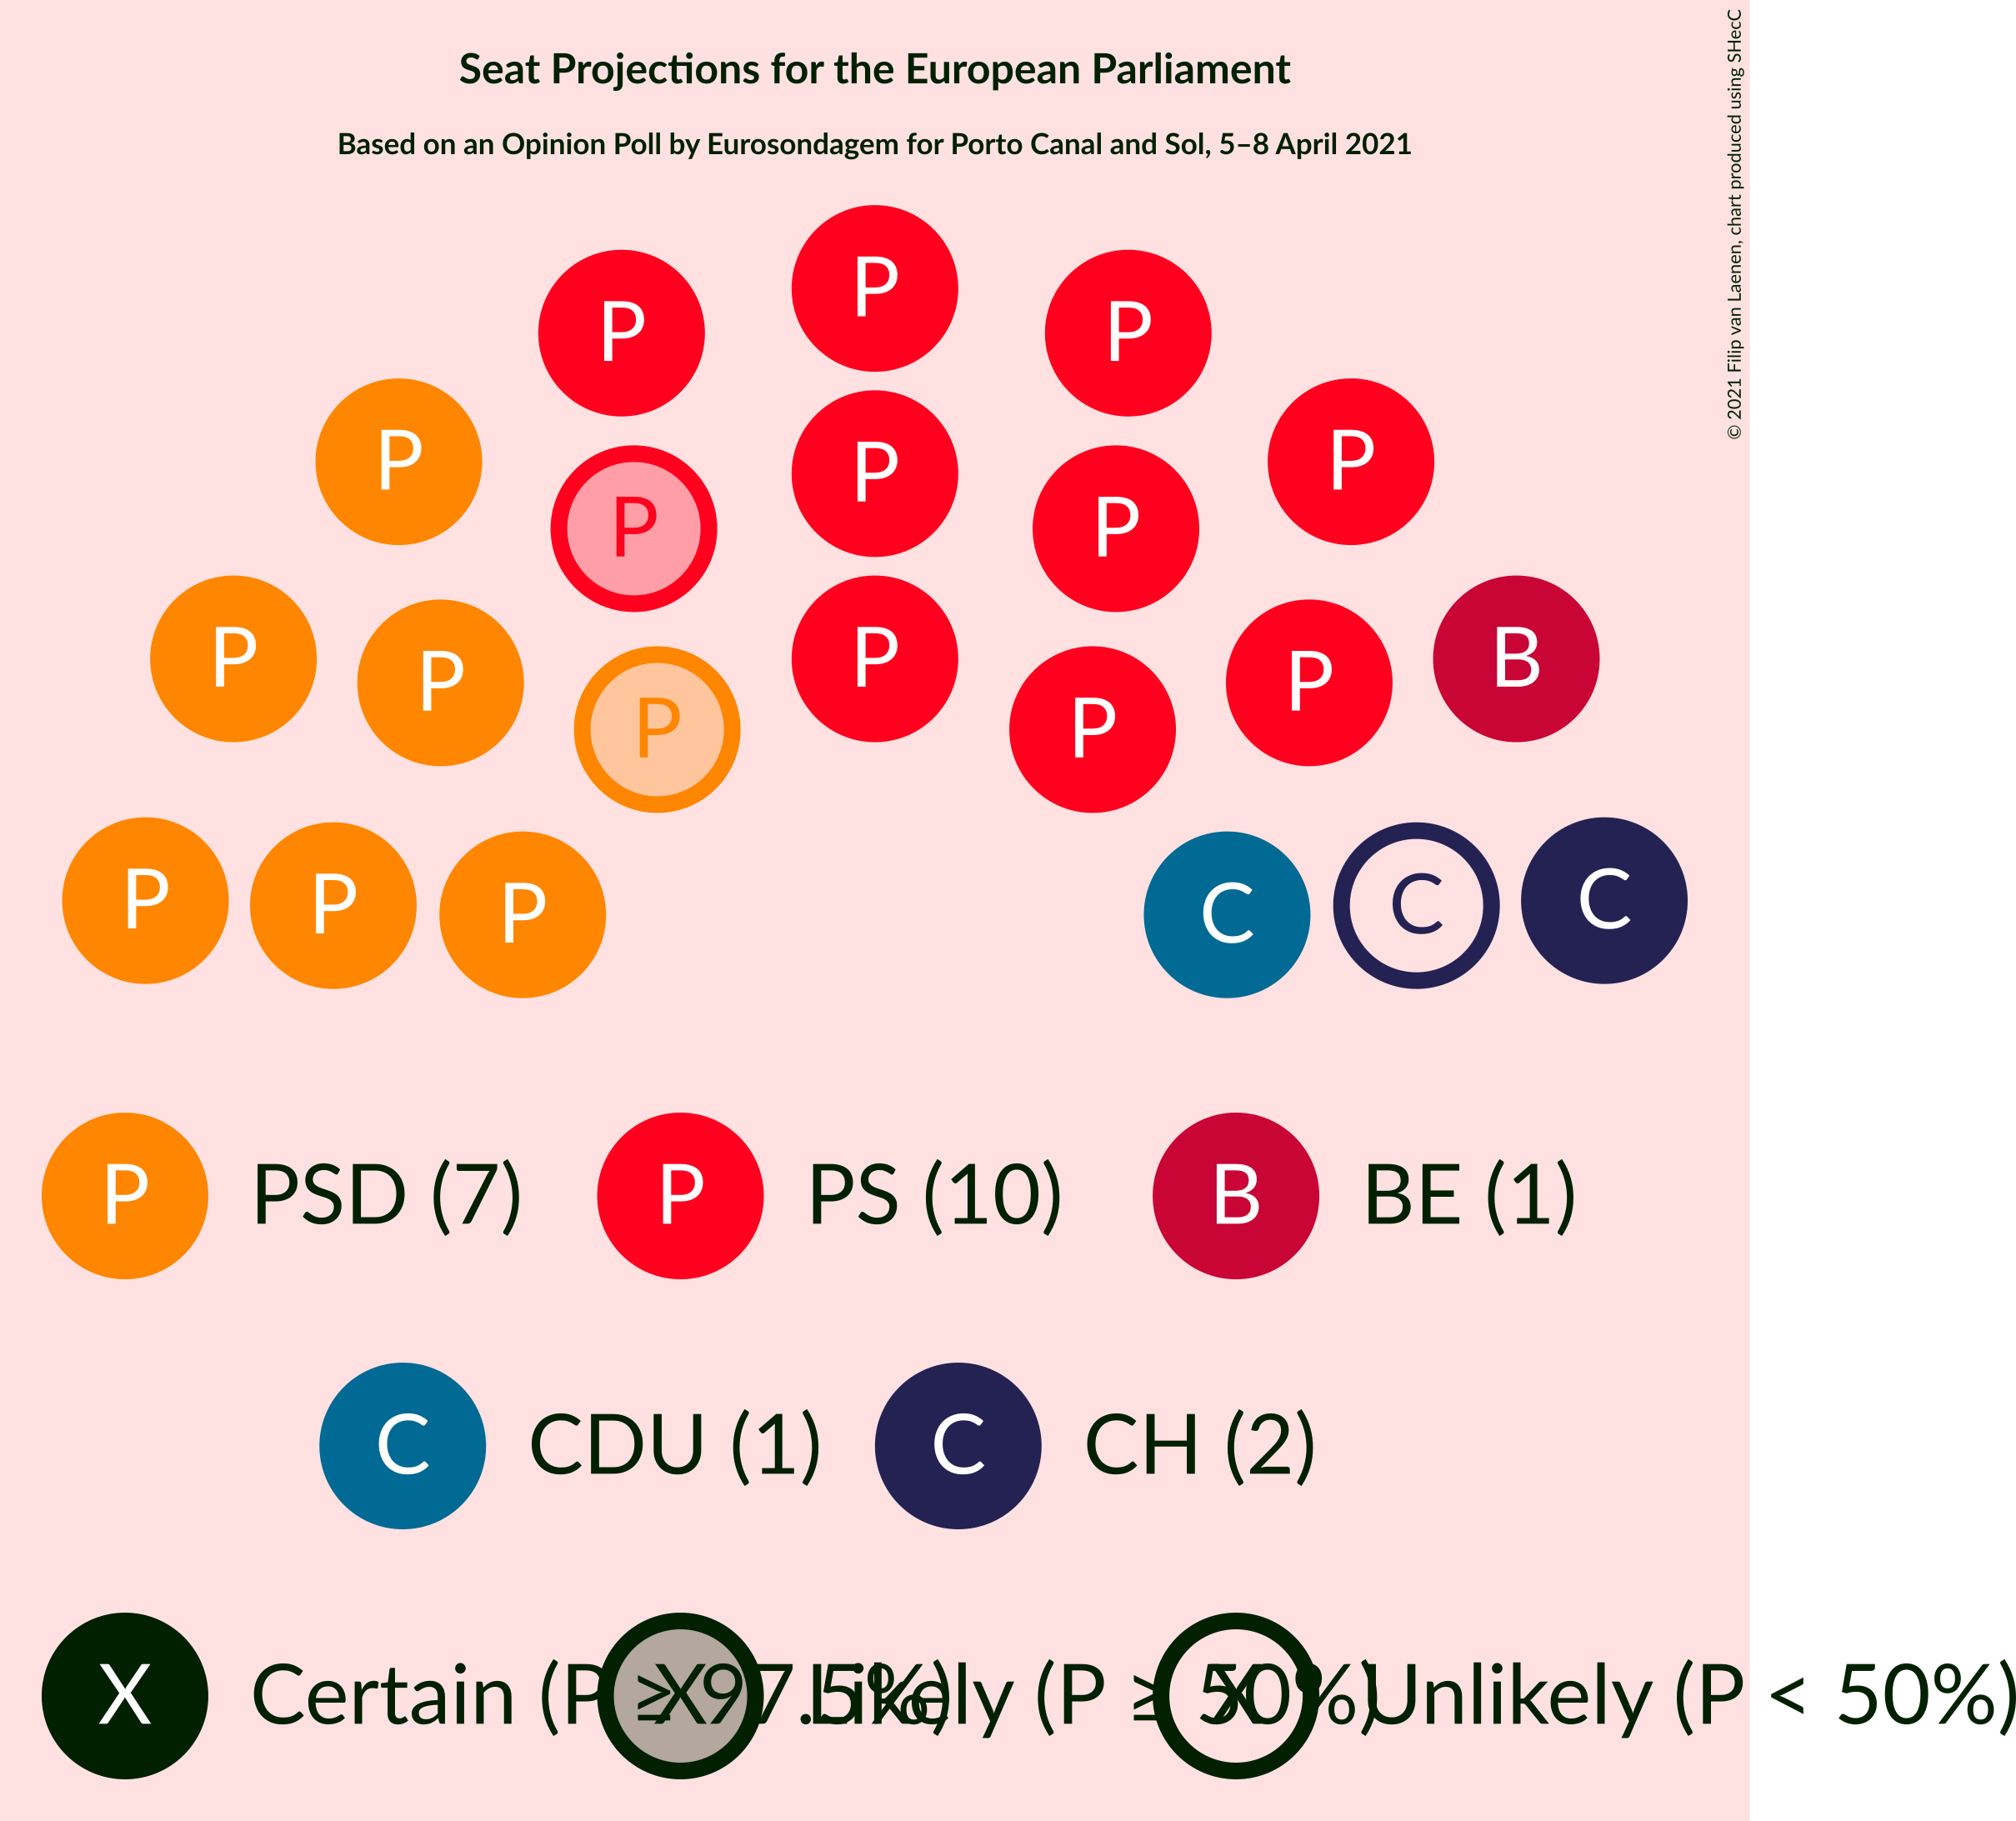 Seat Projections for the European Parliament
Based on an Opinion Poll by Eurosondagem for Porto Canal and Sol, 5–8 April 2021
© 2021 Filip van Laenen, chart produced using SHecC
P
P P
P
P P
P
P P
P P
P P
P
P P
B
P P P
C C C
P PSD (7) P PS (10) B BE (1)
C CDU (1) C CH (2)
X Certain (P ≥ 97.5%) X Likely (P ≥ 50%) X Unlikely (P < 50%)